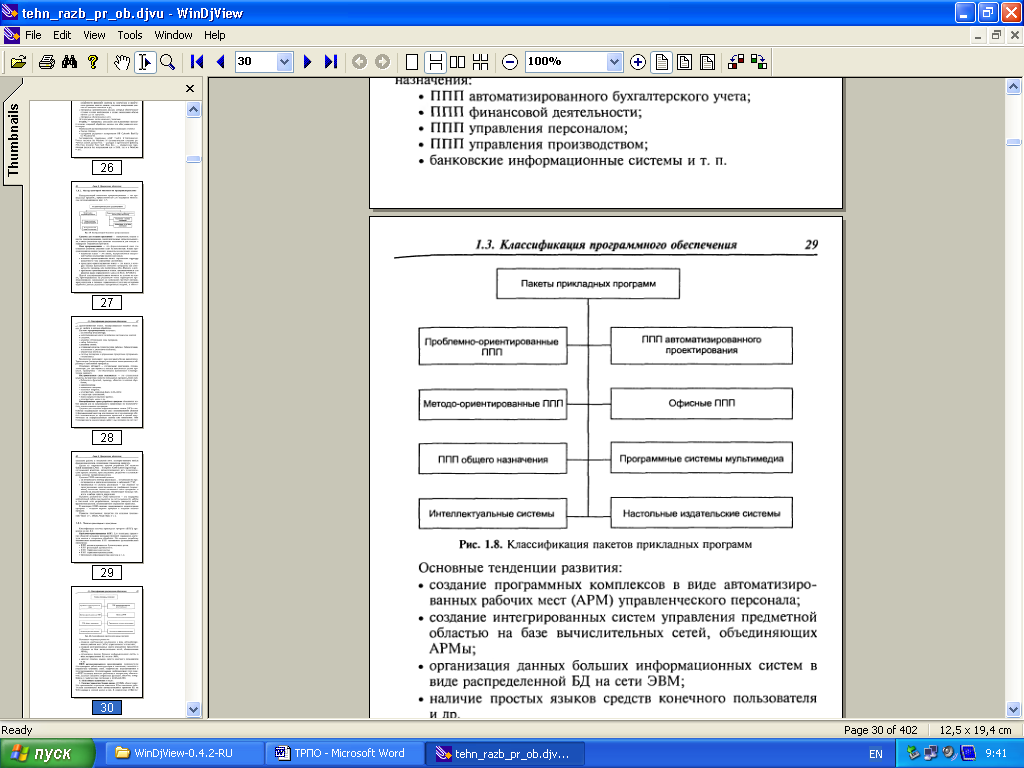 tehn_razb_pr_ob.djvu - WinDjView
File Edit View Tools Window Help
30
100%
Thumbnails
26
27
28
29
30
назначения:
• ППП автоматизированного бухгалтерского учета;
• ППП финансовой деятельности;
• ППП управления персоналом;
• ППП управления производством;
• банковские информационные системы и т. п.
1.3. Классификация программного обеспечения 29
Пакеты прикладных программ
Проблемно-ориентированные
ППП
ППП автоматизированного
проектирования
Методо-ориентированные ППП
Офисные ППП
ППП общего назначения
Программные системы мультимедиа
Интеллектуальные системы
Настольные издательские системы
Рис. 1.8. Классификация пакетов прикладных программ
Основные тенденции развития:
• создание программных комплексов в виде автоматизиро-
ванных рабочих мест (АРМ) управленческого персонала;
• создание интегрированных систем управления предметной
областью на базе вычислительных сетей, объединяющих
АРМы;
• организация данных больших информационных систем в
виде распределенной БД на сети ЭВМ;
• наличие простых языков средств конечного пользователя
и др.
Ready
Page 30 of 402
12,5 x 19,4 cm
пуск
WinDjView-0.4.2-RU
ТРПО - Microsoft Word
tehn_razb_pr_ob.djv...
EN
9:41